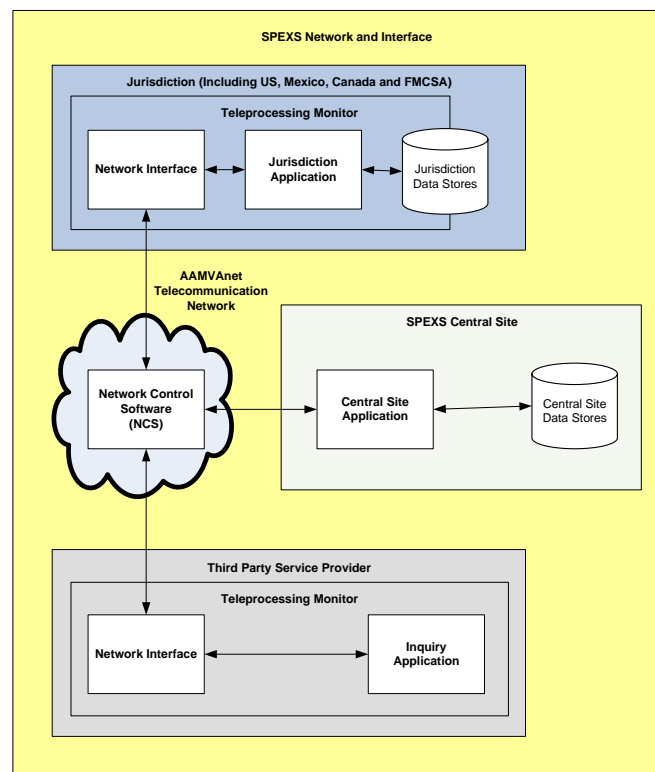 SPEXS Network and Interface
Jurisdiction (Including US, Mexico, Canada and FMCSA)
Teleprocessing Monitor
Network Interface
Jurisdiction
Application
Jurisdiction
Data Stores
AAMVAnet
Telecommunication
Network
SPEXS Central Site
Network Control
Software
(NCS)
Central Site
Application
Central Site
Data Stores
Third Party Service Provider
Teleprocessing Monitor
Network Interface
Inquiry
Application